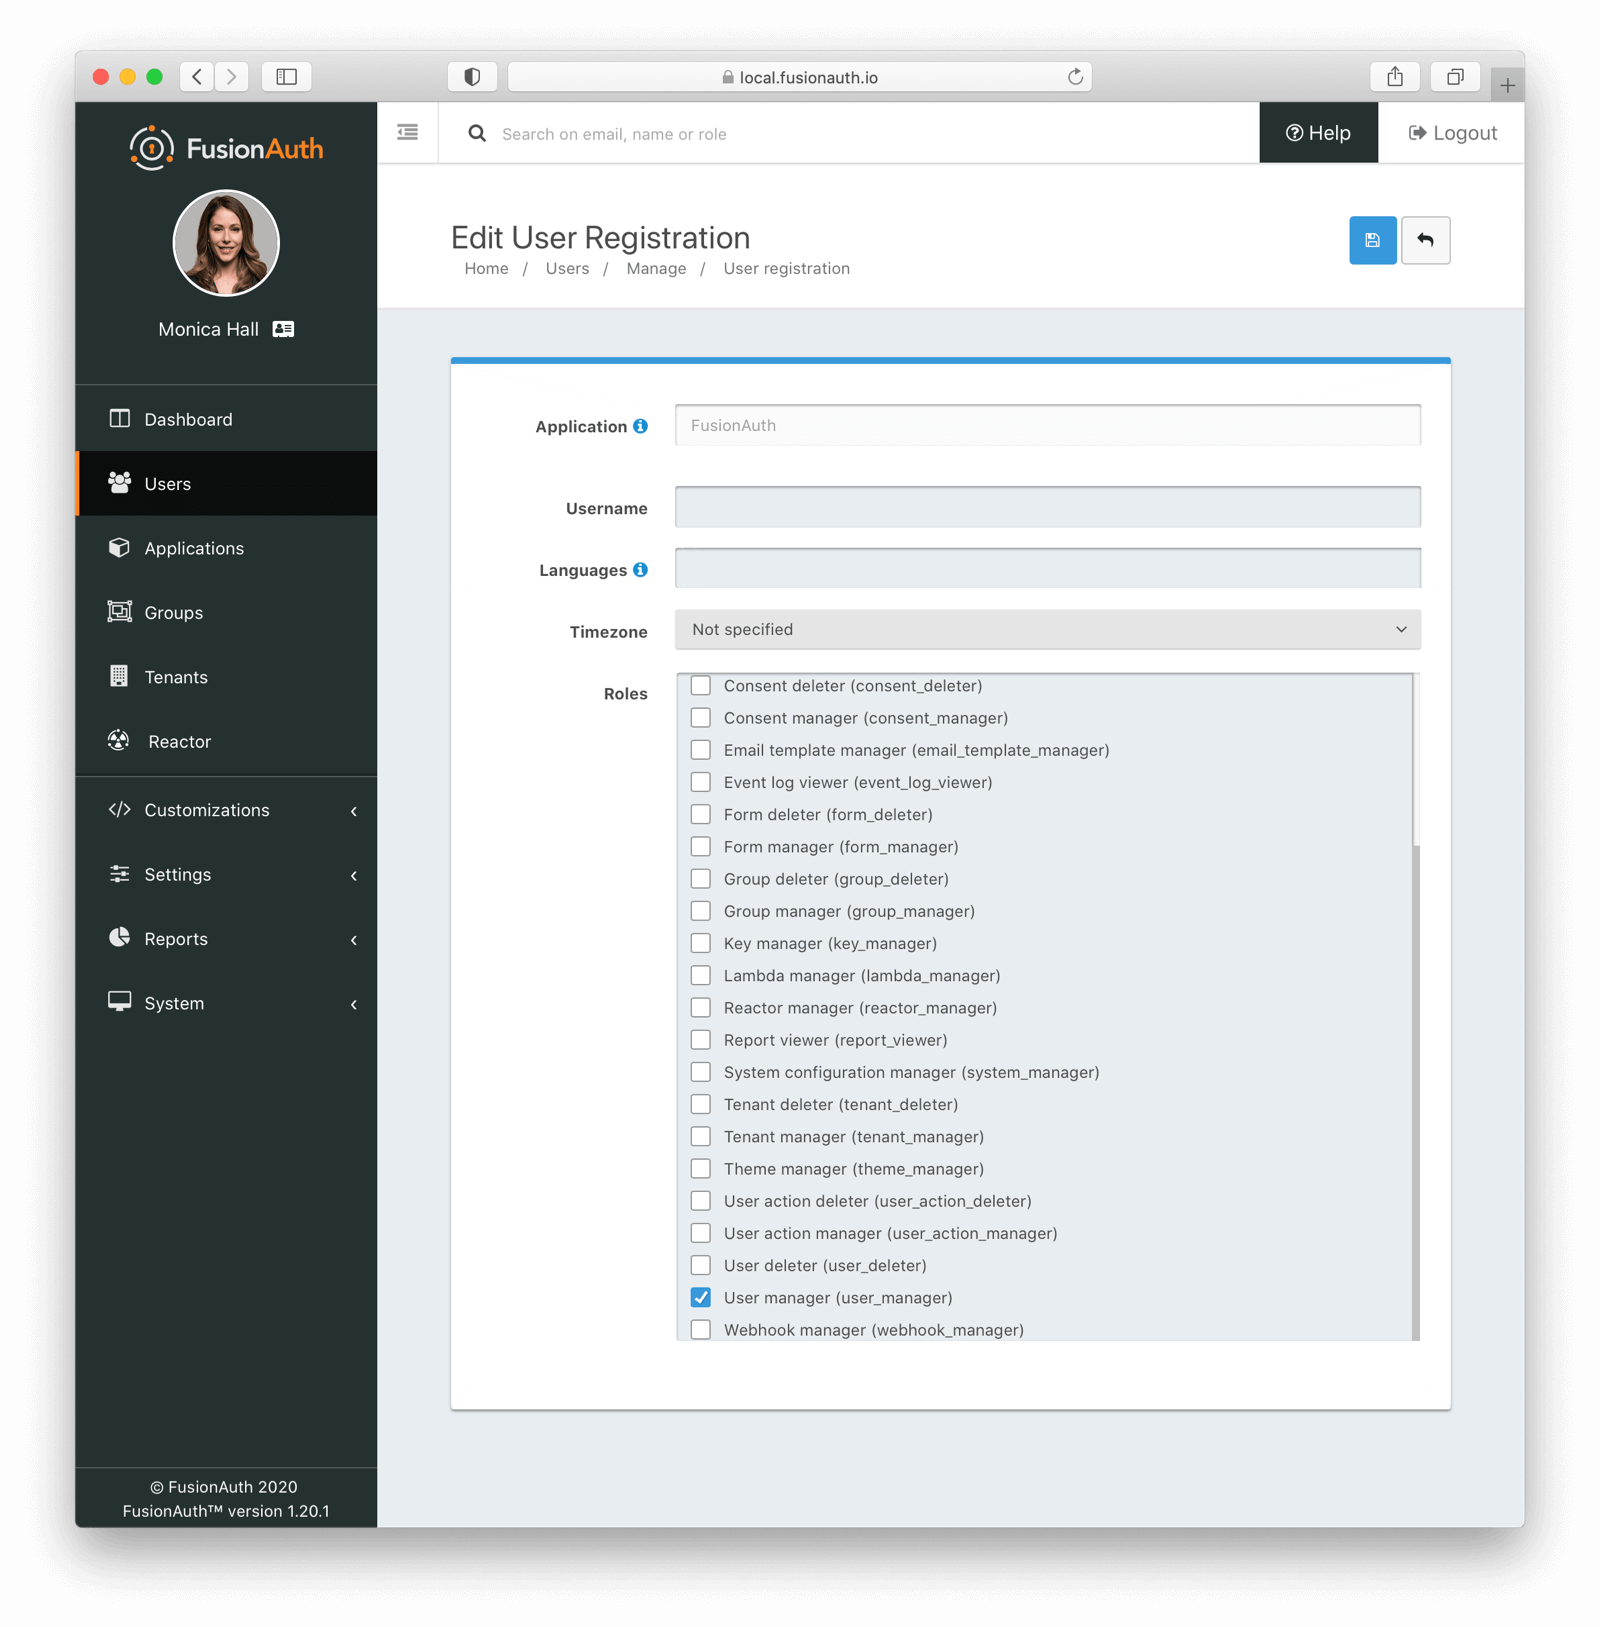 local.fusionauth.io
FusionAuth
Search on email, name or role
Help
Logout
Monica Hall
Edit User Registration
Home / Users / Manage / User registration
Dashboard
Users
Applications
Groups
Tenants
Reactor
Customizations
Settings
Reports
System
Application
FusionAuth
Username
Languages
Timezone
Not specified
Roles
Consent deleter (consent_deleter)
Consent manager (consent_manager)
Email template manager (email_template_manager)
Event log viewer (event_log_viewer)
Form deleter (form_deleter)
Form manager (form_manager)
Group deleter (group_deleter)
Group manager (group_manager)
Key manager (key_manager)
Lambda manager (lambda_manager)
Reactor manager (reactor_manager)
Report viewer (report_viewer)
System configuration manager (system_manager)
Tenant deleter (tenant_deleter)
Tenant manager (tenant_manager)
Theme manager (theme_manager)
User action deleter (user_action_deleter)
User action manager (user_action_manager)
User deleter (user_deleter)
User manager (user_manager)
Webhook manager (webhook_manager)
© FusionAuth 2020
FusionAuth™ version 1.20.1